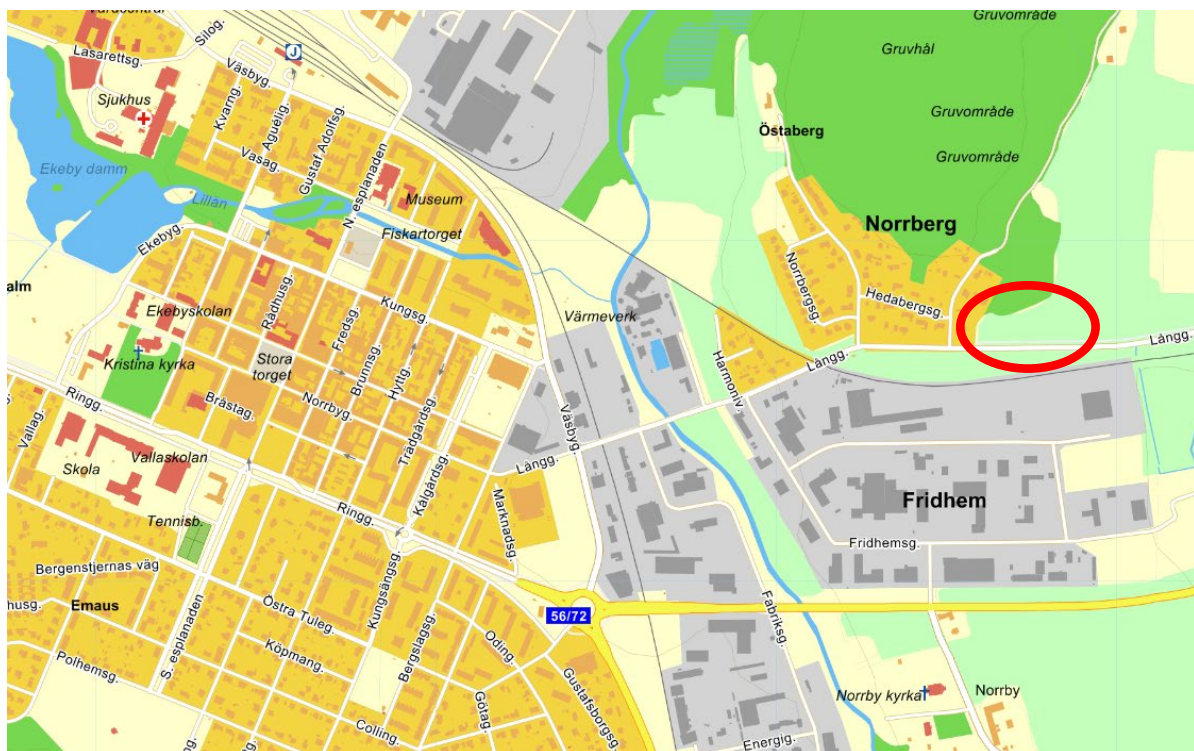 Vårdcentral
Silog.
Lasarettsg.
Väsbyg.
J
Sjukhus
Kvarng.
Aguélig.
Gustaf Adolfsg.
Vasag.
N. esplanaden
Museum
Ekeby damm
Lillån
Fiskartorget
Ekebyg.
Gruvområde
Gruvhål
Gruvområde
Gruvområde
Östaberg
Norrberg
Norrbergsg.
Hedabergsg.
Långg.
Långg.
Harmoniv.
Värmeverk
alm
Ekebyskolan
Rådhusg.
Kungsg.
Fredsg.
Brunnsg.
Kristina kyrka
Stora
torget
Hyttg.
Ringg.
Bråstag.
Norrbyg.
Trädgårdsg.
Kålgårdsg.
Väsbyg.
Långg.
Vallag.
Skola
Vallaskolan
Marknadsg.
Ringg.
Tennisb.
Fridhem
Fridhemsg.
Bergenstjernas väg
Kungsängsg.
husg.
Emaus
Östra Tuleg.
56/72
Fabriksg.
S. esplanaden
Köpmang.
Bergslagsg.
Oding.
Polhemsg.
Götag.
Gustafsborgsg.
Colling.
Norrby kyrka
Norrby
Energig.